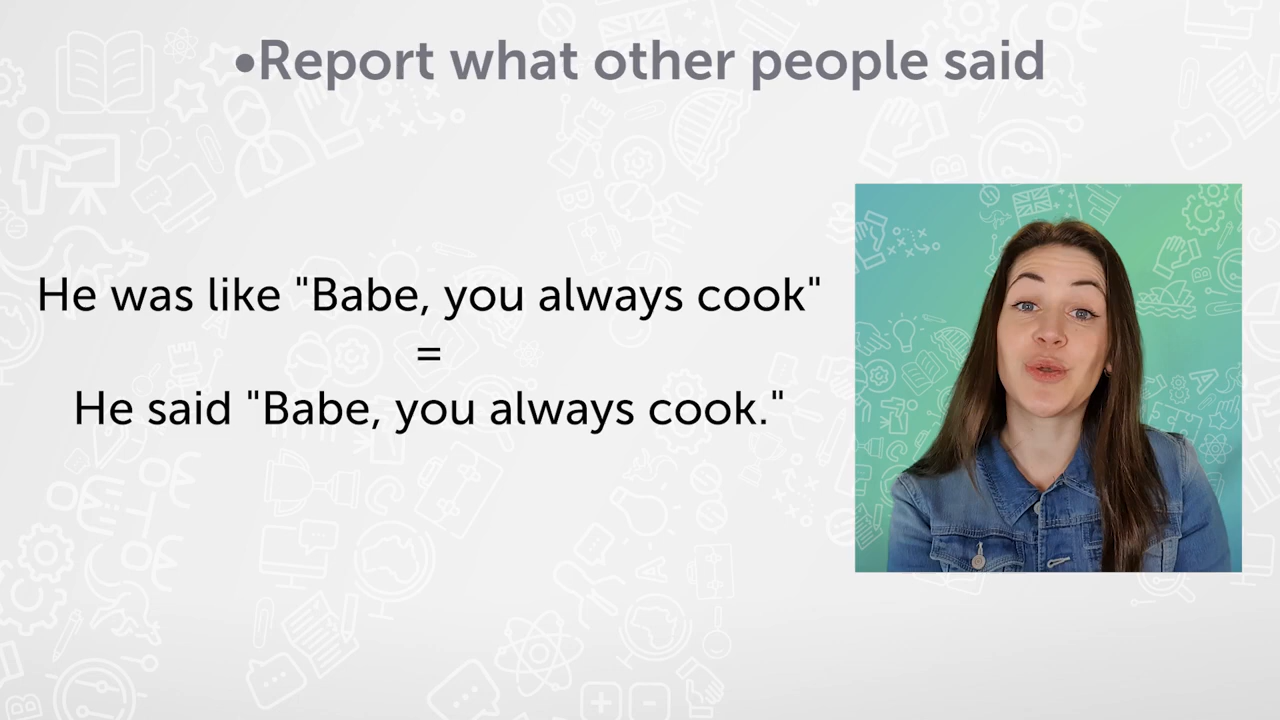 •Report what other people said
He was like "Babe, you always cook"
=
He said "Babe, you always cook."